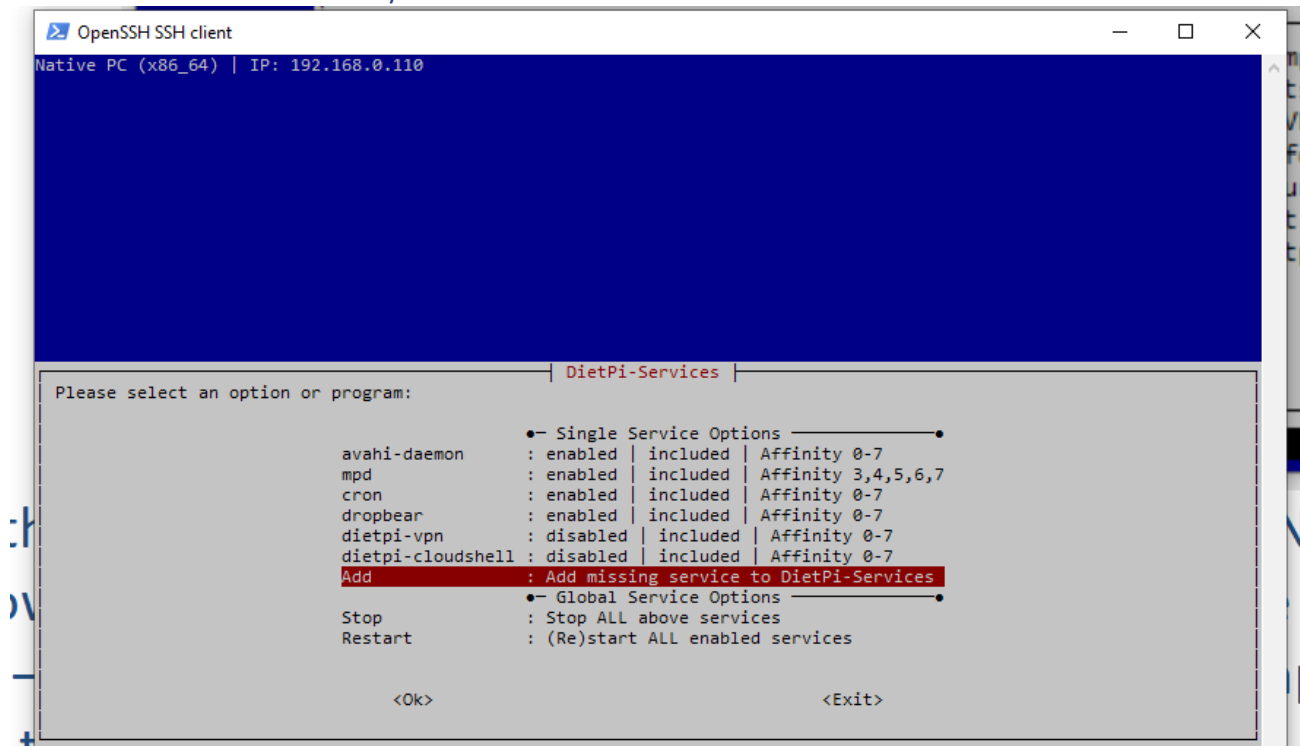 OpenSSH SSH client
Native PC (x86_64) | IP: 192.168.0.110
DietPi-Services
Please select an option or program:
●─ Single Service Options ──────────────●
avahi-daemon : enabled | included | Affinity 0-7
mpd : enabled | included | Affinity 3,4,5,6,7
cron : enabled | included | Affinity 0-7
dropbear : enabled | included | Affinity 0-7
dietpi-vpn : disabled | included | Affinity 0-7
dietpi-cloudshell : disabled | included | Affinity 0-7
Add : Add missing service to DietPi-Services
●─ Global Service Options ──────────────●
Stop : Stop ALL above services
Restart : (Re)start ALL enabled services
<Ok> <Exit>